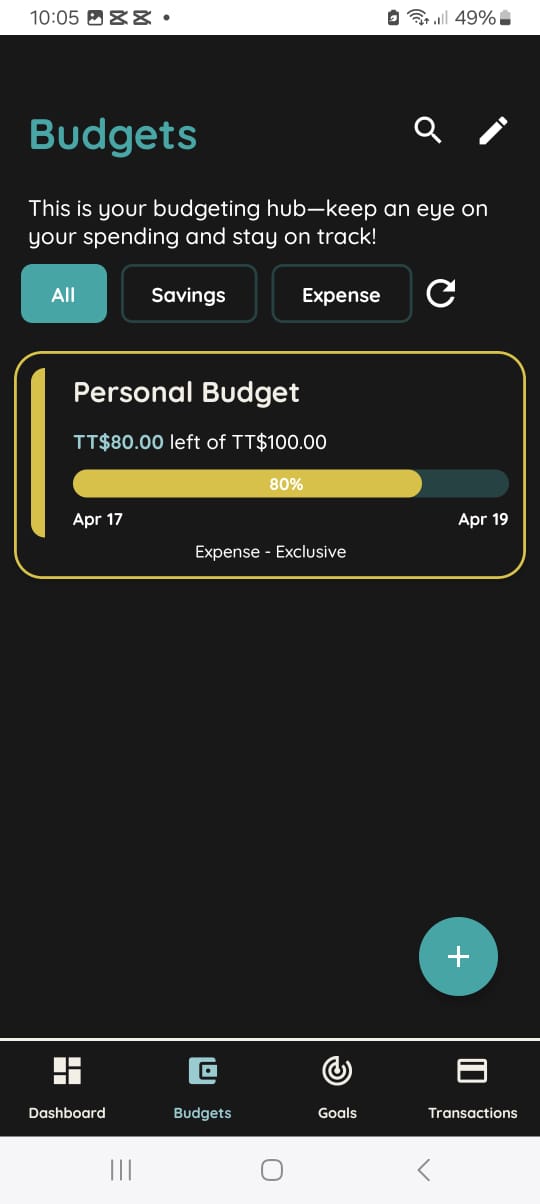 10:05
49%
Budgets
This is your budgeting hub—keep an eye on
your spending and stay on track!
All
Savings
Expense
Personal Budget
TT$80.00 left of TT$100.00
80%
Apr 17
Apr 19
Expense - Exclusive
Dashboard
Budgets
Goals
Transactions